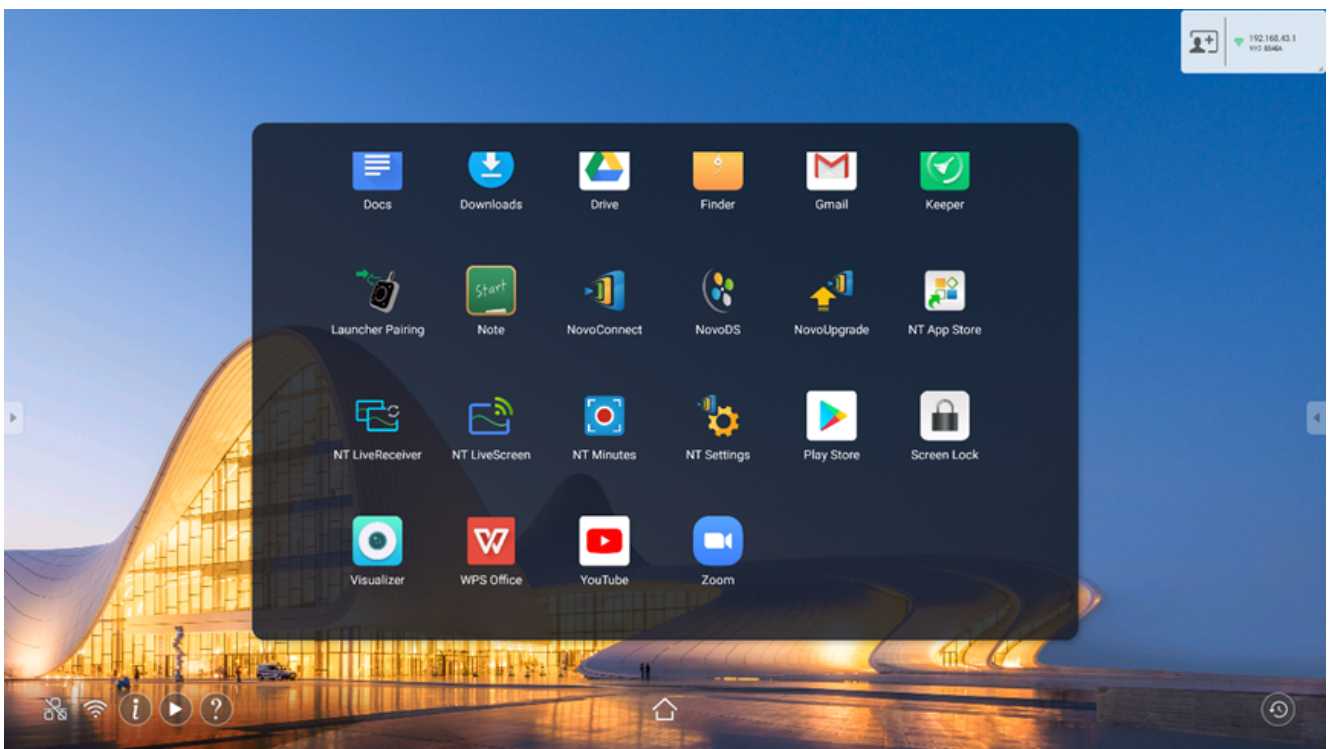 192.168.43.1
Docs
Downloads
Drive
Finder
Gmail
Keeper
Start
Launcher Pairing
Note
NovoConnect
NovoDS
NovoUpgrade
NT App Store
NT LiveReceiver
NT LiveScreen
NT Minutes
NT Settings
Play Store
Screen Lock
Visualizer
WPS Office
YouTube
Zoom
i
?